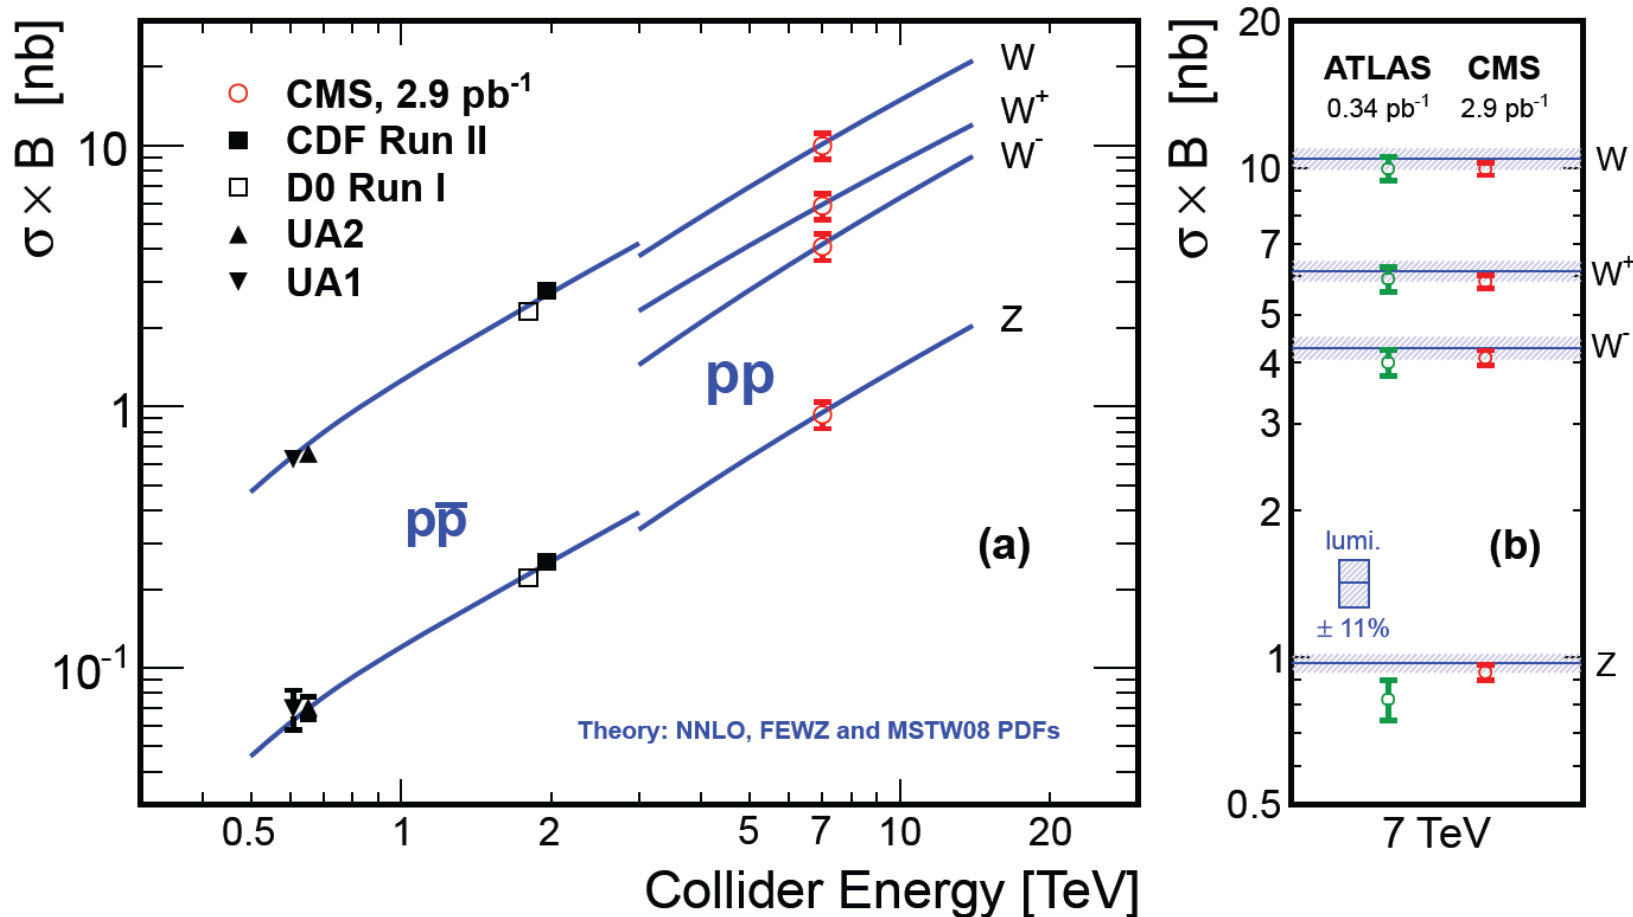 σ × B [nb]
10
1
10⁻¹
CMS, 2.9 pb⁻¹
CDF Run II
D0 Run I
UA2
UA1
W
W⁺
W⁻
Z
pp
pp̅
(a)
Theory: NNLO, FEWZ and MSTW08 PDFs
0.5 1 2 5 7 10 20
Collider Energy [TeV]
σ × B [nb]
20
10
7
5
4
3
2
1
0.5
ATLAS CMS
0.34 pb⁻¹ 2.9 pb⁻¹
W
W⁺
W⁻
lumi.
± 11%
(b)
Z
7 TeV